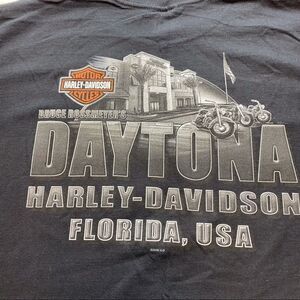 MOTOR
HARLEY-DAVIDSON
CYCLES
BRUCE ROSSMEYER'S
DAYTONA
HARLEY-DAVIDSON
FLORIDA, USA